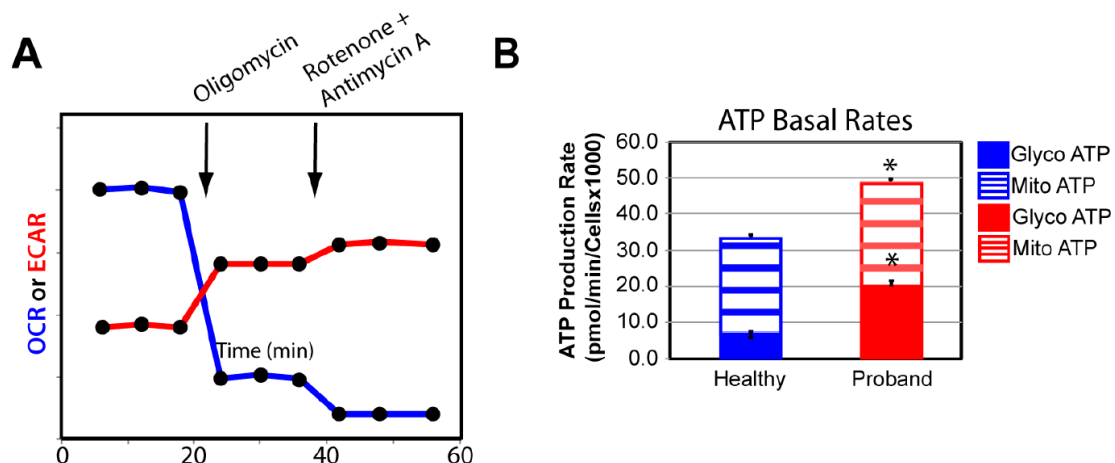 A
Oligomycin
Rotenone +
Antimycin A
OCR or ECAR
Time (min)
0
20
40
60
B
ATP Basal Rates
ATP Production Rate
(pmol/min/Cellsx1000)
60.0
50.0
40.0
30.0
20.0
10.0
0.0
*
*
Healthy
Proband
Glyco ATP
Mito ATP
Glyco ATP
Mito ATP